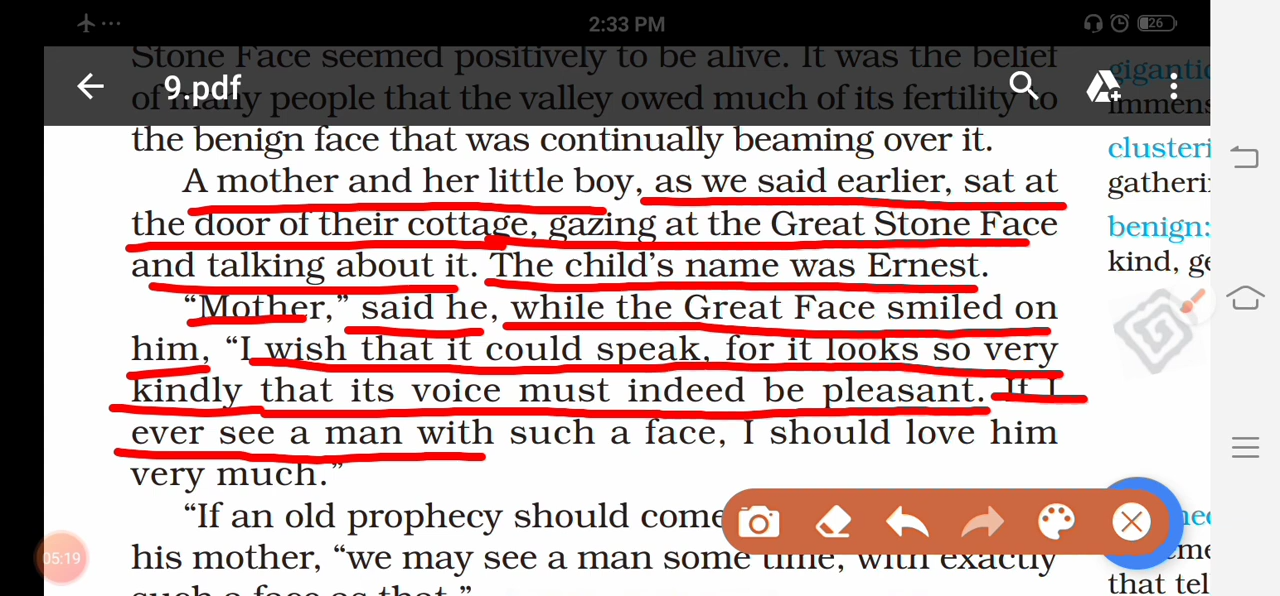 2:33 PM
26
9.pdf
Stone Face seemed positively to be alive. It was the belief
of many people that the valley owed much of its fertility to
the benign face that was continually beaming over it.
A mother and her little boy, as we said earlier, sat at
the door of their cottage, gazing at the Great Stone Face
and talking about it. The child's name was Ernest.
"Mother," said he, while the Great Face smiled on
him, "I wish that it could speak, for it looks so very
kindly that its voice must indeed be pleasant. If I
ever see a man with such a face, I should love him
very much."
"If an old prophecy should come
his mother, "we may see a man some time, with exactly
such a face as that."
gigantic
immens
clusteri
gatheri
benign:
kind, ge
that tel
05:19